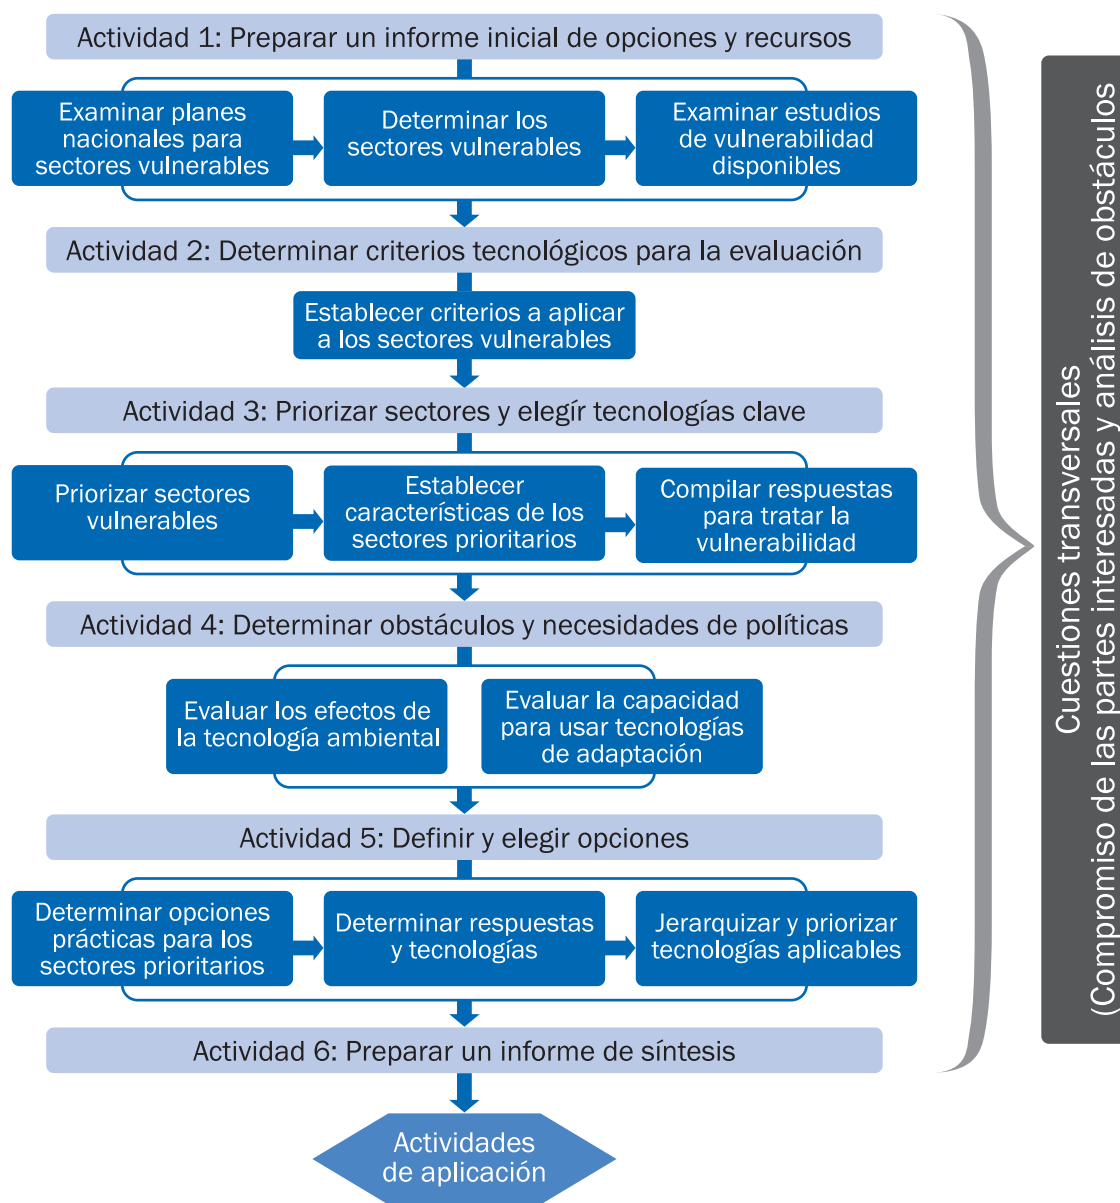 Actividad 1: Preparar un informe inicial de opciones y recursos
Examinar planes
nacionales para
sectores vulnerables
Determinar los
sectores vulnerables
Examinar estudios
de vulnerabilidad
disponibles
Actividad 2: Determinar criterios tecnológicos para la evaluación
Establecer criterios a aplicar
a los sectores vulnerables
Actividad 3: Priorizar sectores y elegír tecnologías clave
Priorizar sectores
vulnerables
Establecer
características de los
sectores prioritarios
Compilar respuestas
para tratar la
vulnerabilidad
Actividad 4: Determinar obstáculos y necesidades de políticas
Evaluar los efectos de
la tecnología ambiental
Evaluar la capacidad
para usar tecnologías
de adaptación
Actividad 5: Definir y elegir opciones
Determinar opciones
prácticas para los
sectores prioritarios
Determinar respuestas
y tecnologías
Jerarquizar y priorizar
tecnologías aplicables
Actividad 6: Preparar un informe de síntesis
Actividades
de aplicación
Cuestiones transversales
(Compromiso de las partes interesadas y análisis de obstáculos